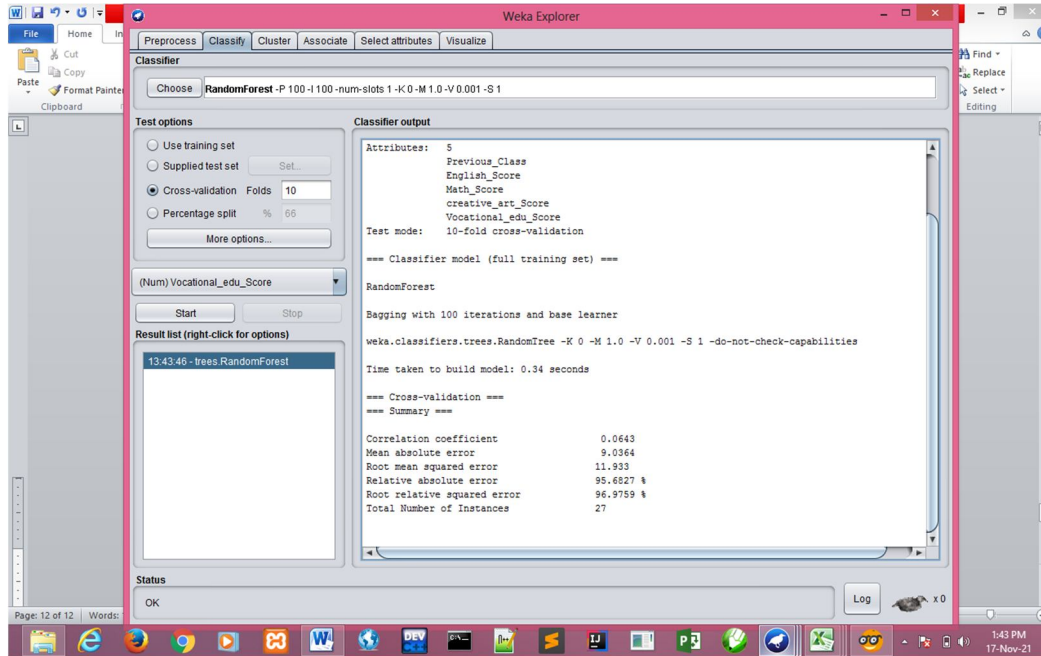 Weka Explorer
File
Home
In
Cut
Copy
Paste
Format Painter
Clipboard
Find
Replace
Select
Editing
Preprocess
Classify
Cluster
Associate
Select attributes
Visualize
Classifier
Choose
RandomForest -P 100 -I 100 -num-slots 1 -K 0 -M 1.0 -V 0.001 -S 1
Test options
Use training set
Supplied test set
Set...
Cross-validation Folds 10
Percentage split % 66
More options...
(Num) Vocational_edu_Score
Start
Stop
Result list (right-click for options)
13:43:46 - trees.RandomForest
Classifier output
Attributes: 5
Previous_Class
English_Score
Math_Score
creative_art_Score
Vocational_edu_Score
Test mode: 10-fold cross-validation
=== Classifier model (full training set) ===
RandomForest
Bagging with 100 iterations and base learner
weka.classifiers.trees.RandomTree -K 0 -M 1.0 -V 0.001 -S 1 -do-not-check-capabilities
Time taken to build model: 0.34 seconds
=== Cross-validation ===
=== Summary ===
Correlation coefficient 0.0643
Mean absolute error 9.0364
Root mean squared error 11.933
Relative absolute error 95.6827 %
Root relative squared error 96.9759 %
Total Number of Instances 27
Status
OK
Log
x 0
Page: 12 of 12
Words:
DEV
1:43 PM
17-Nov-21